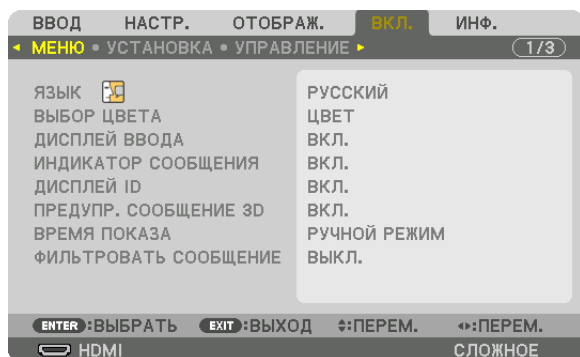 ВВОД НАСТР. ОТОБРАЖ. ВКЛ. ИНФ.
МЕНЮ • УСТАНОВКА • УПРАВЛЕНИЕ 1/3
ЯЗЫК РУССКИЙ
ВЫБОР ЦВЕТА ЦВЕТ
ДИСПЛЕЙ ВВОДА ВКЛ.
ИНДИКАТОР СООБЩЕНИЯ ВКЛ.
ДИСПЛЕЙ ID ВКЛ.
ПРЕДУПР. СООБЩЕНИЕ 3D ВКЛ.
ВРЕМЯ ПОКАЗА РУЧНОЙ РЕЖИМ
ФИЛЬТРОВАТЬ СООБЩЕНИЕ ВЫКЛ.
ENTER:ВЫБРАТЬ EXIT:ВЫХОД :ПЕРЕМ. :ПЕРЕМ.
HDMI СЛОЖНОЕ